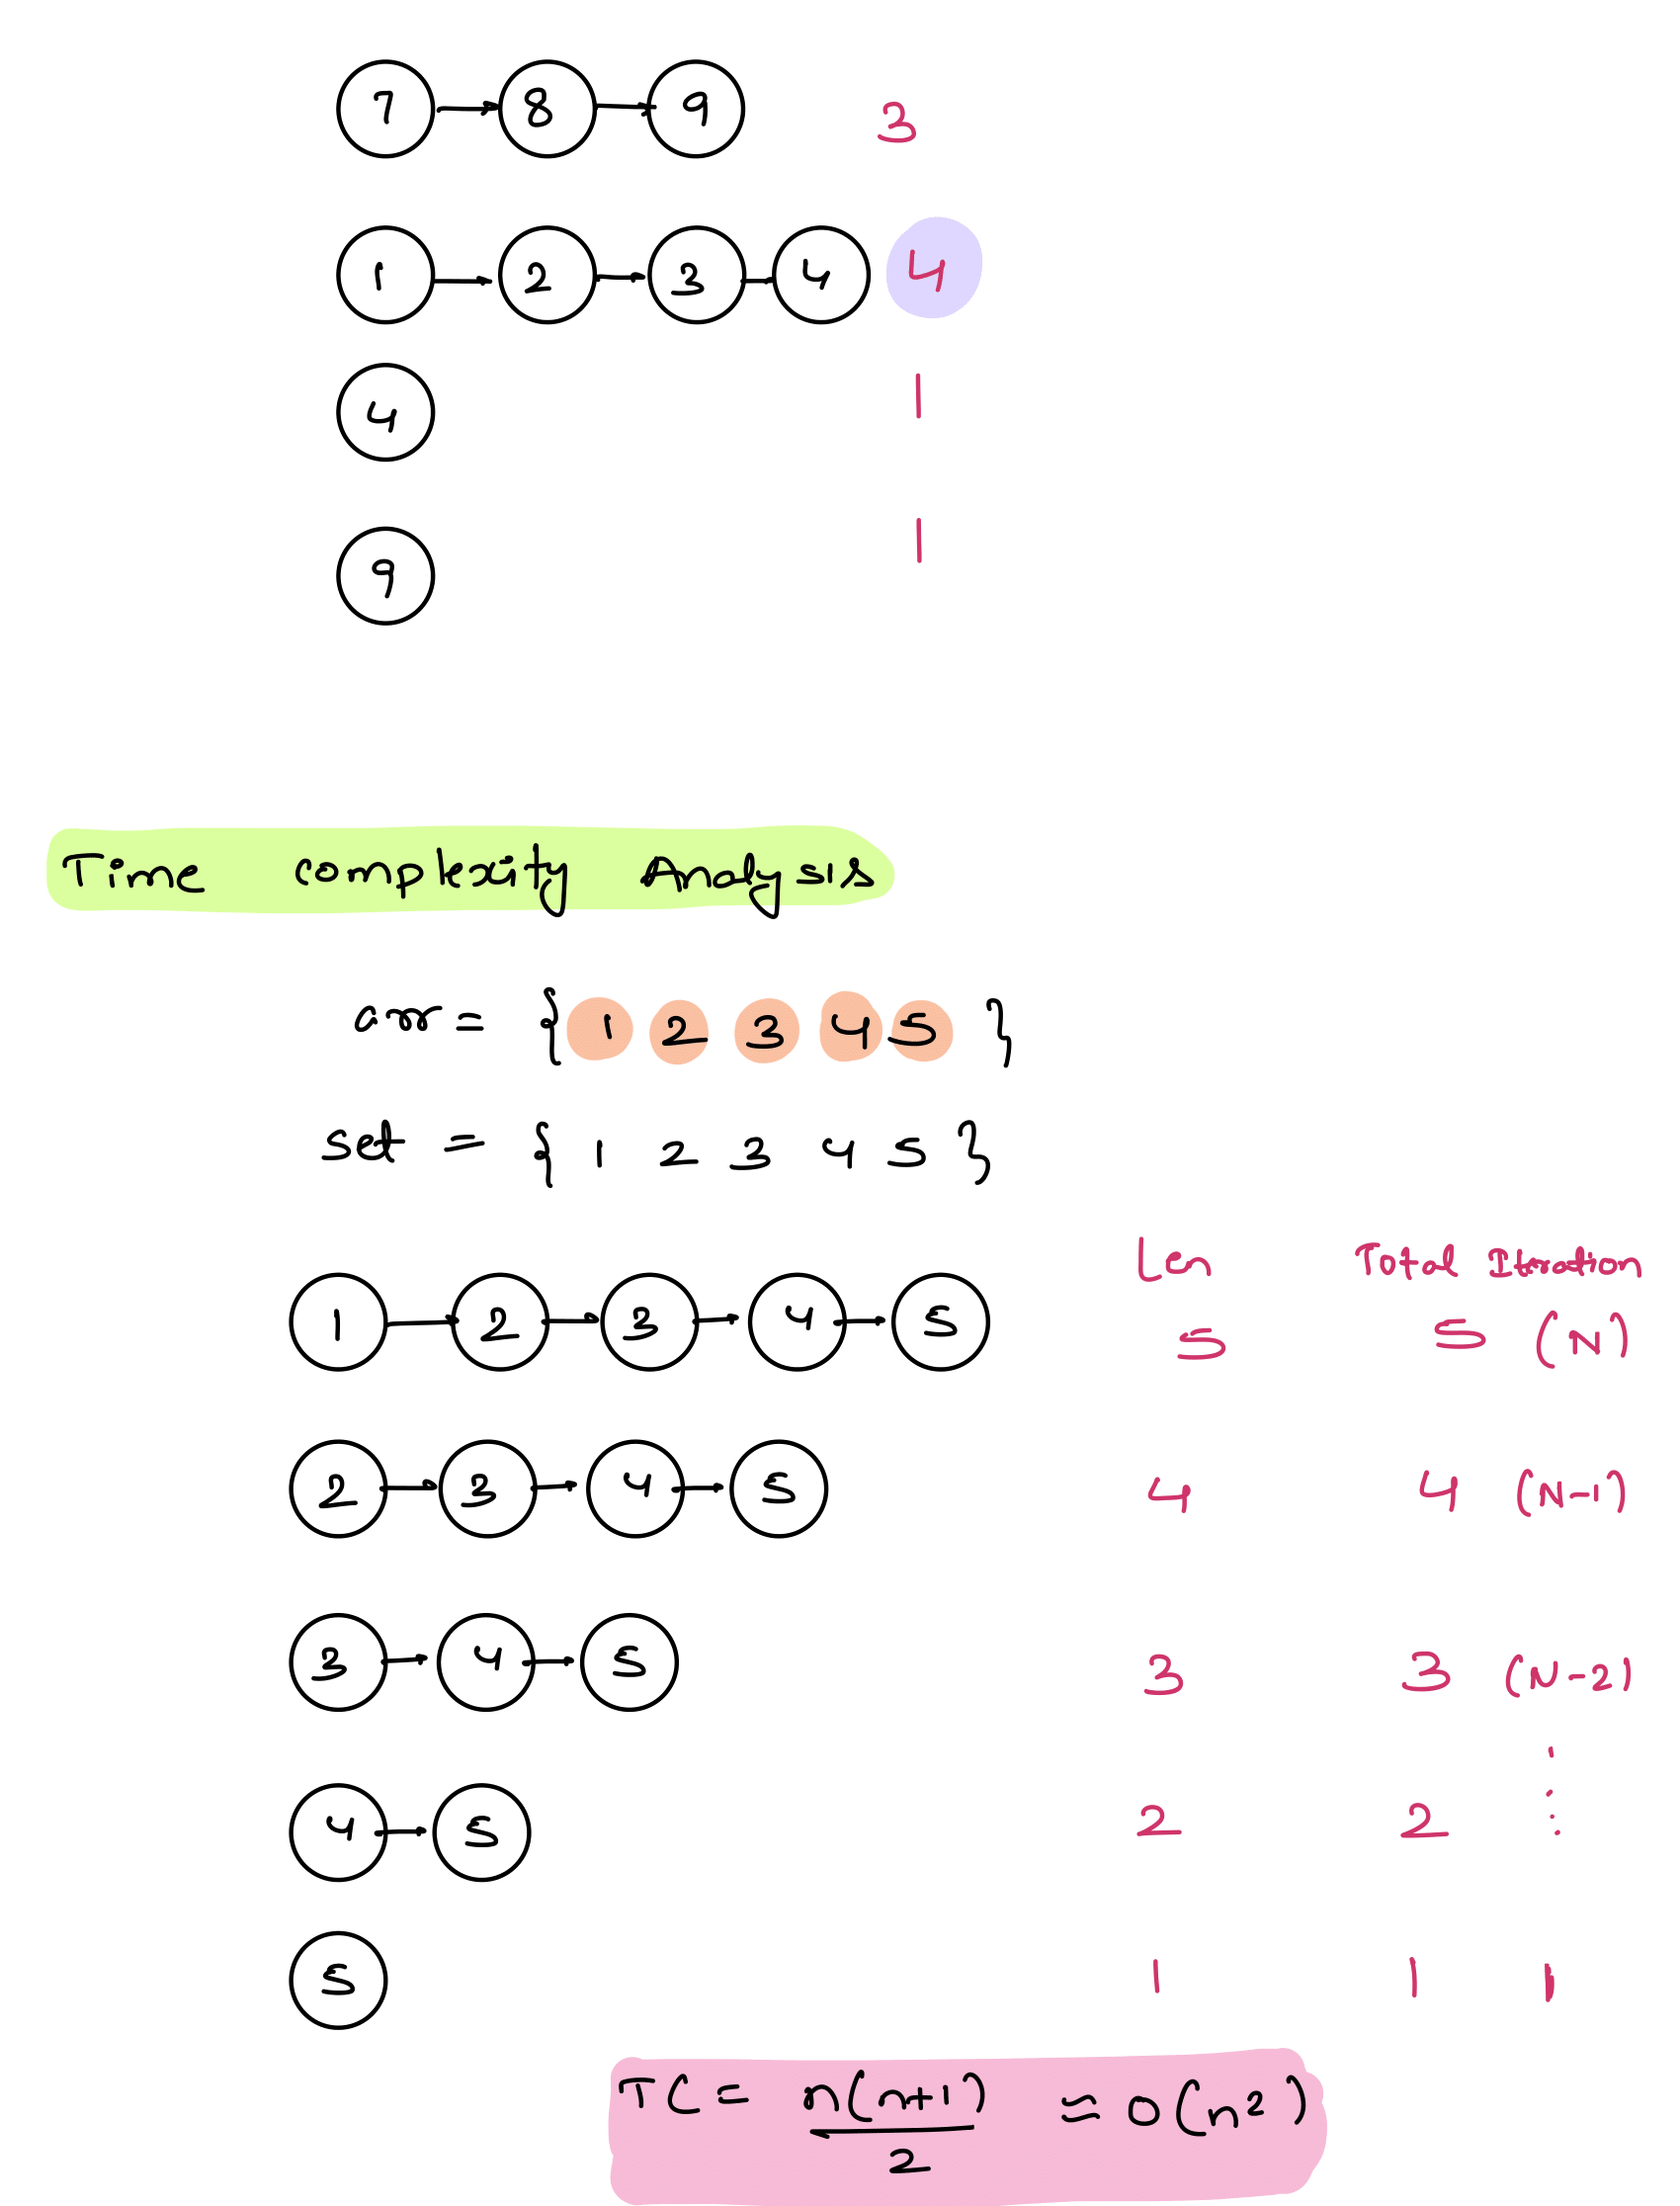 7 8 9 3
1 2 3 4 4
4 1
9 1
Time complexity Analysis
arr = { 1 2 3 4 5 }
set = { 1 2 3 4 5 }
Len Total Iteration
1 2 3 4 5 5 5 (N)
2 3 4 5 4 4 (N-1)
3 4 5 3 3 (N-2)
4 5 2 2 ⋮
5 1 1 1
TC = n(n+1)/2 ≈ O(n²)